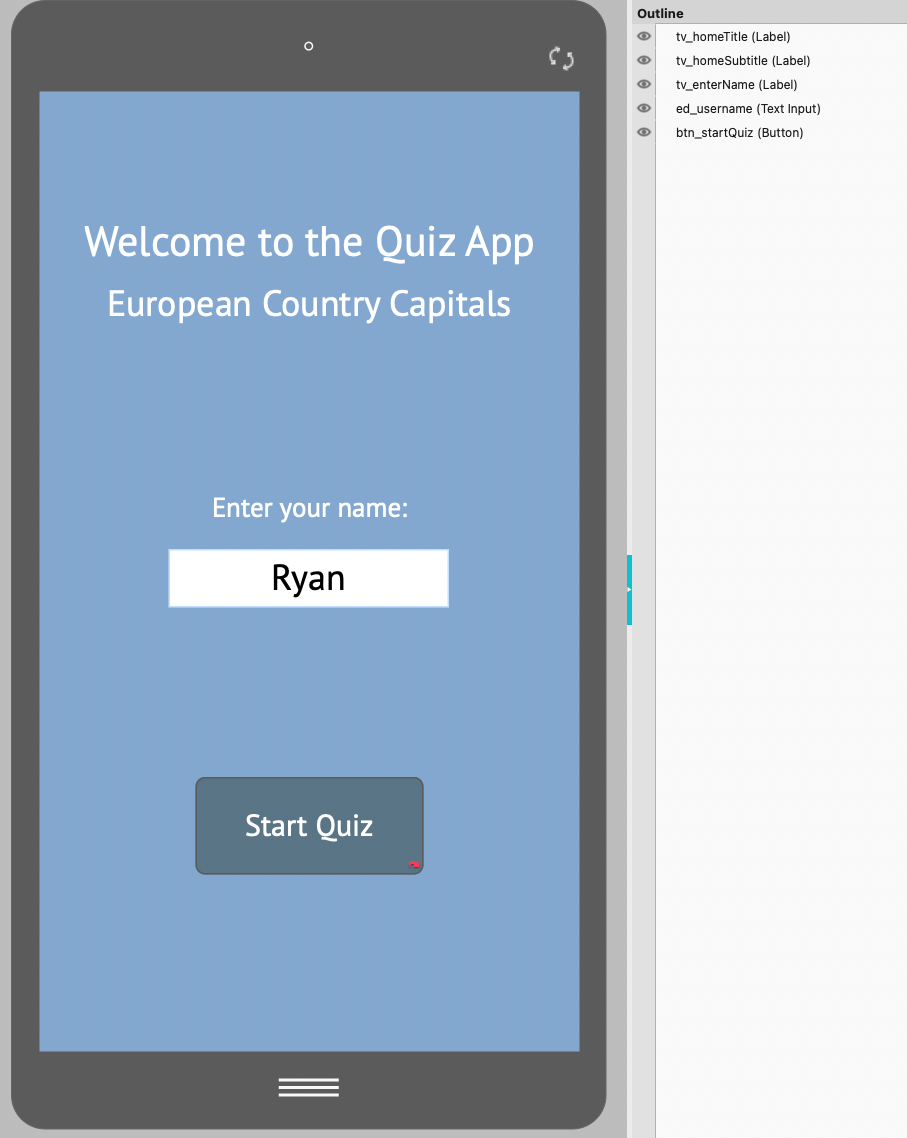 Outline
tv_homeTitle (Label)
tv_homeSubtitle (Label)
tv_enterName (Label)
ed_username (Text Input)
btn_startQuiz (Button)
Welcome to the Quiz App
European Country Capitals
Enter your name:
Ryan
Start Quiz